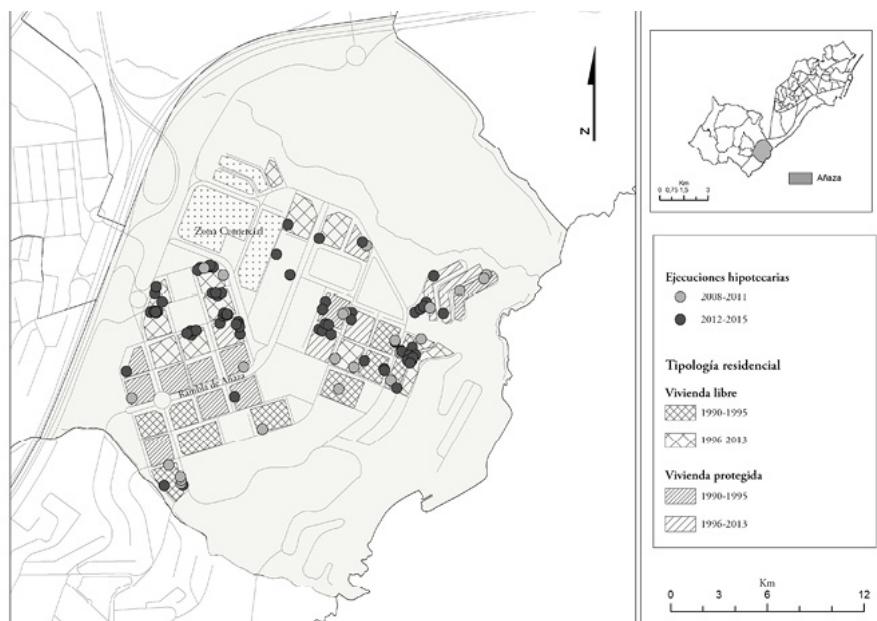 Zona Comercial
Rambla de Añaza
N
Km
0 0,75 1,5 3
Añaza
Ejecuciones hipotecarias
2008-2011
2012-2015
Tipología residencial
Vivienda libre
1990-1995
1996-2013
Vivienda protegida
1990-1995
1996-2013
Km
0 3 6 9 12